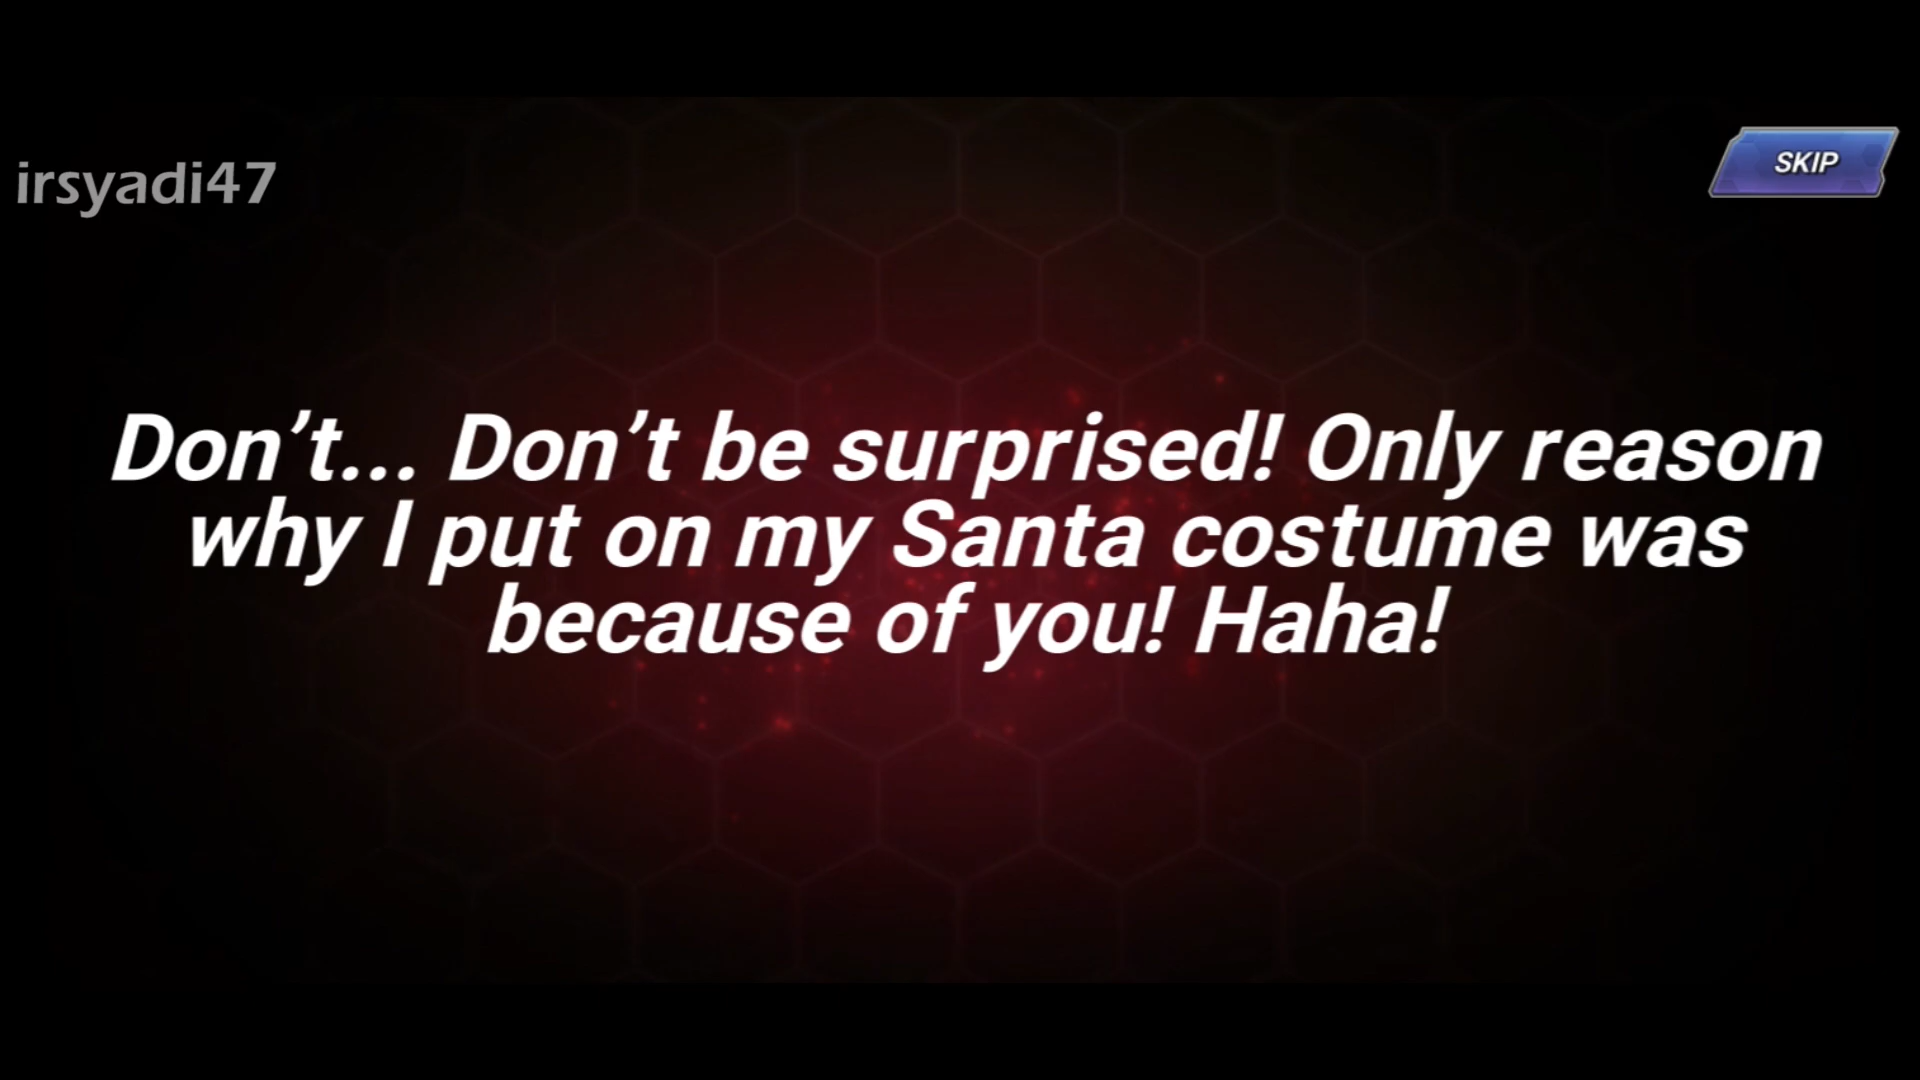 irsyadi47
SKIP
Don’t... Don’t be surprised! Only reason
why I put on my Santa costume was
because of you! Haha!